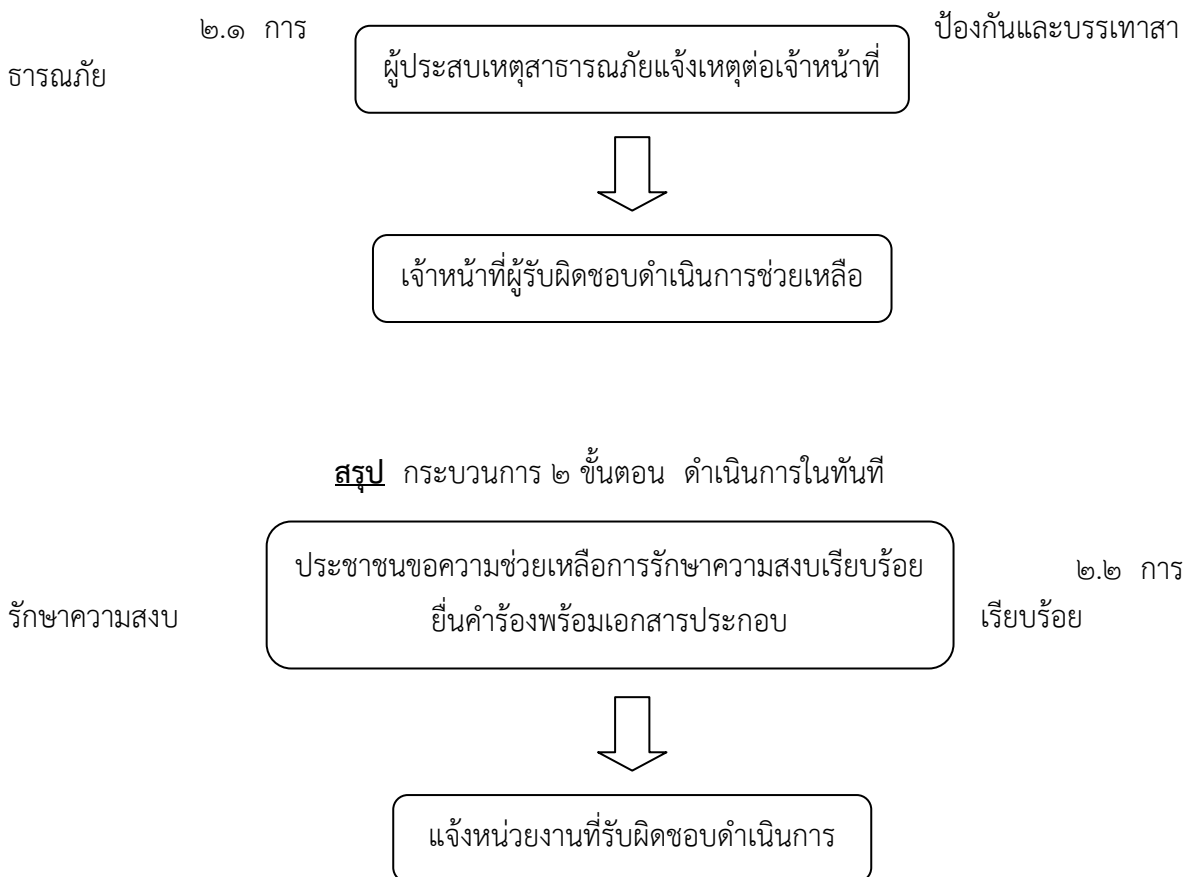 ๒.๑ การ ป้องกันและบรรเทาสา
ธารณภัย
ผู้ประสบเหตุสาธารณภัยแจ้งเหตุต่อเจ้าหน้าที่
เจ้าหน้าที่ผู้รับผิดชอบดำเนินการช่วยเหลือ
สรุป กระบวนการ ๒ ขั้นตอน ดำเนินการในทันที
๒.๒ การ
รักษาความสงบ เรียบร้อย
ประชาชนขอความช่วยเหลือการรักษาความสงบเรียบร้อย
ยื่นคำร้องพร้อมเอกสารประกอบ
แจ้งหน่วยงานที่รับผิดชอบดำเนินการ